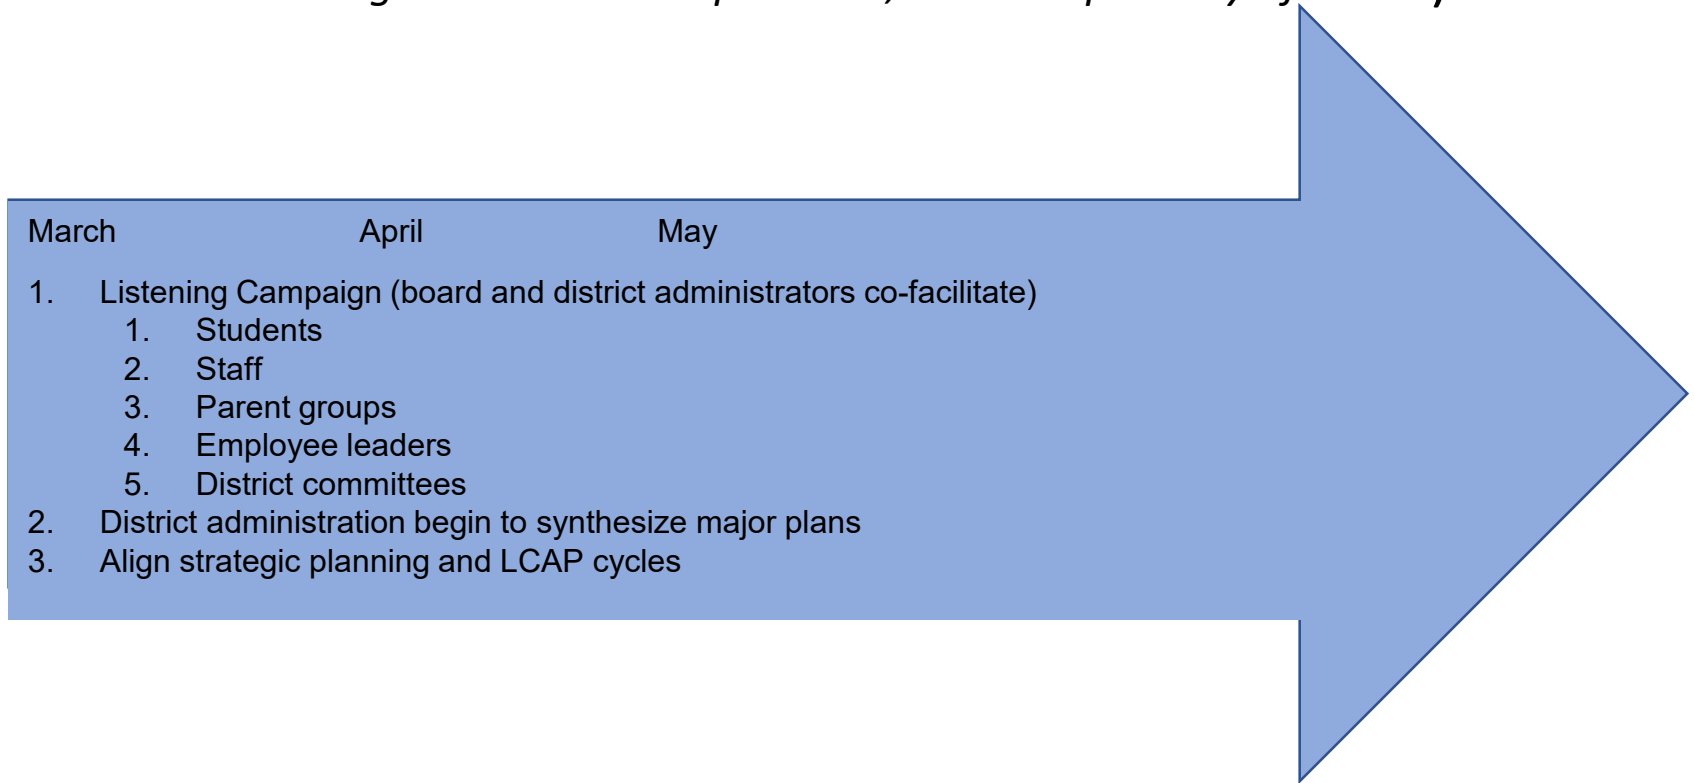 March April May
1. Listening Campaign (board and district administrators co-facilitate)
1. Students
2. Staff
3. Parent groups
4. Employee leaders
5. District committees
2. District administration begin to synthesize major plans
3. Align strategic planning and LCAP cycles